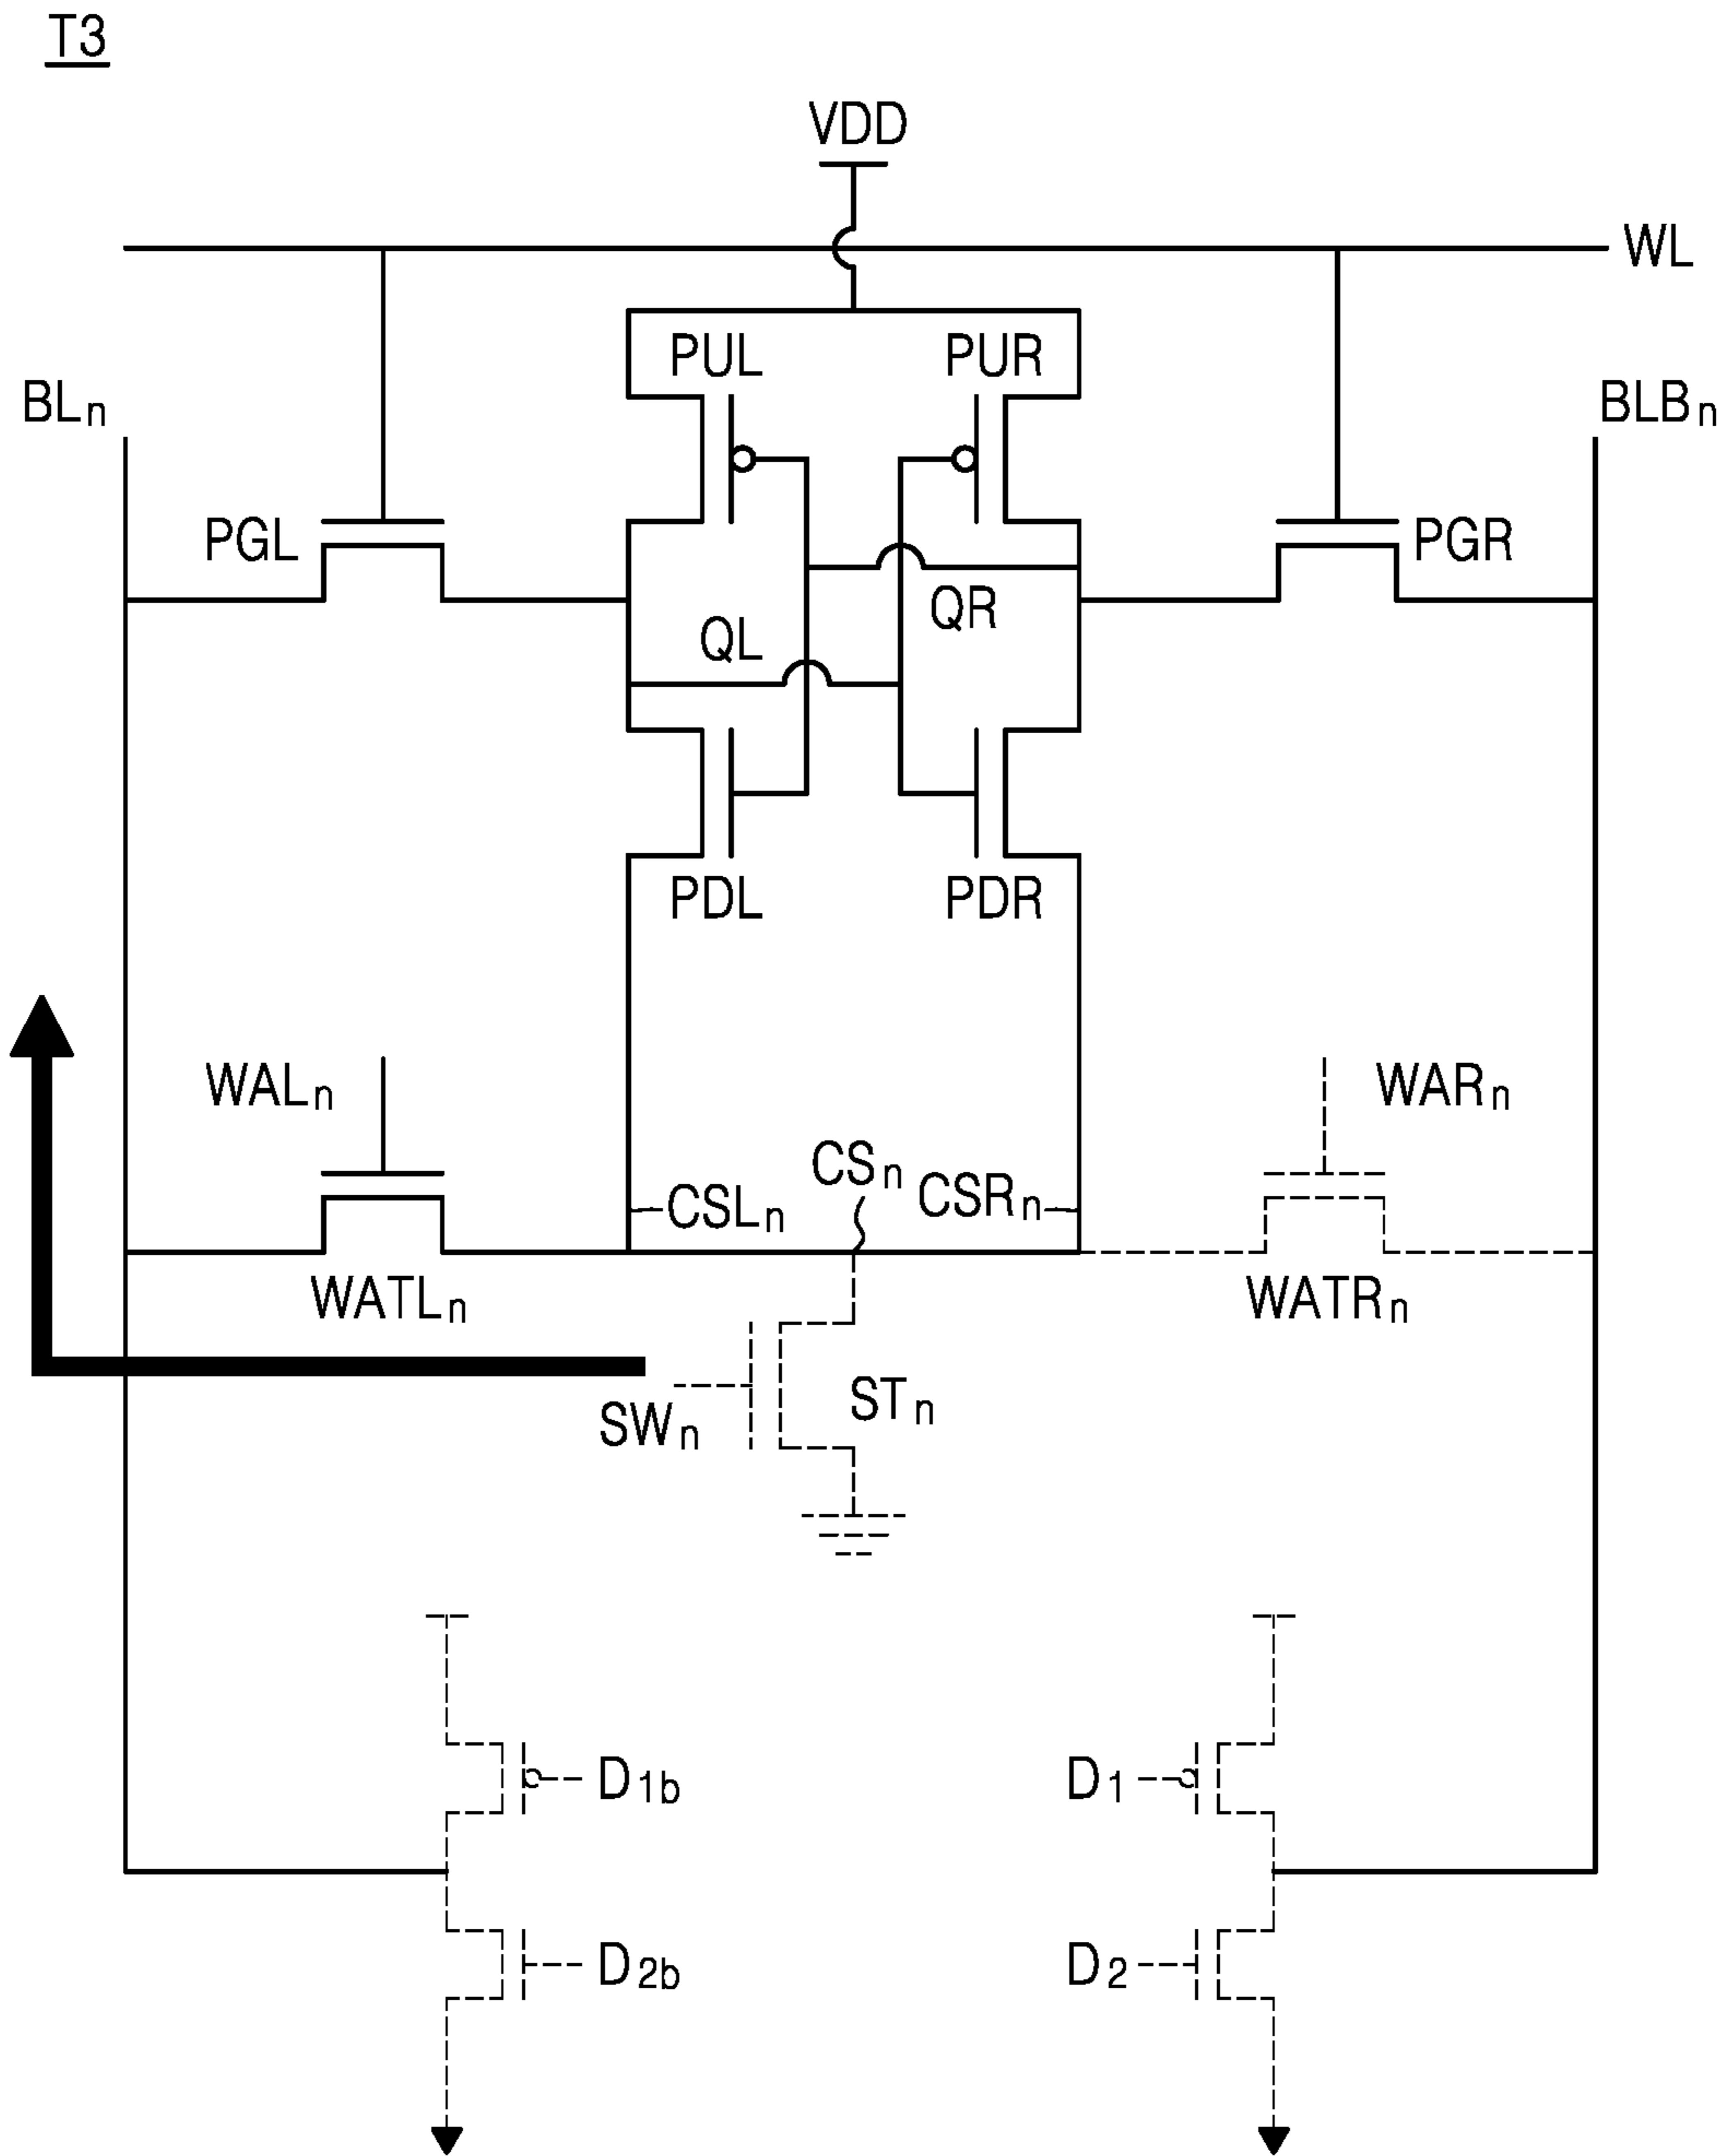 T3
VDD
WL
PUL PUR
BLn BLBn
PGL PGR
QL QR
PDL PDR
WALn WARn
CSLn CSn CSRn
WATLn WATRn
SWn STn
D1b D1
D2b D2